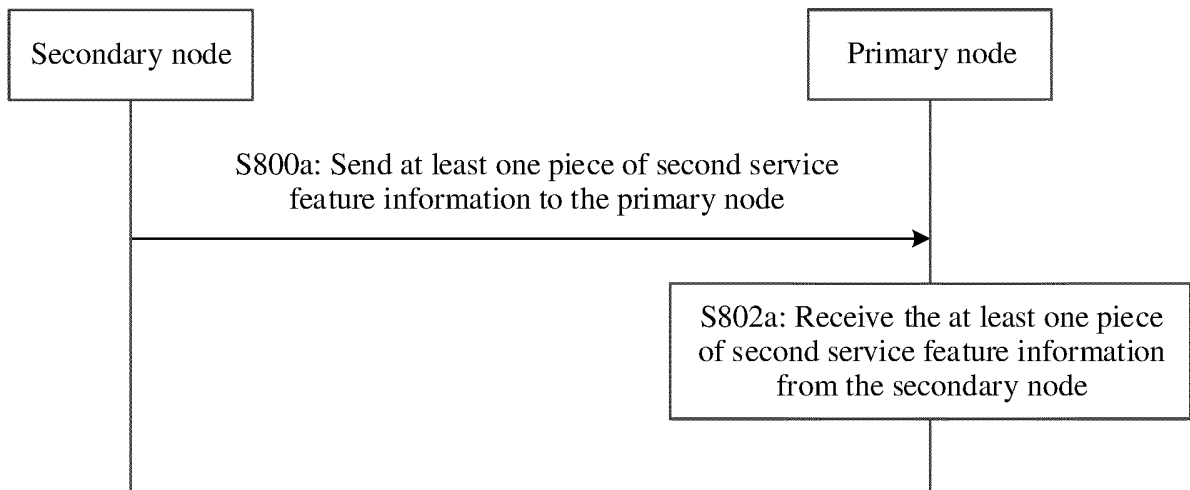 Secondary node
Primary node
S800a: Send at least one piece of second service
feature information to the primary node
S802a: Receive the at least one piece
of second service feature information
from the secondary node